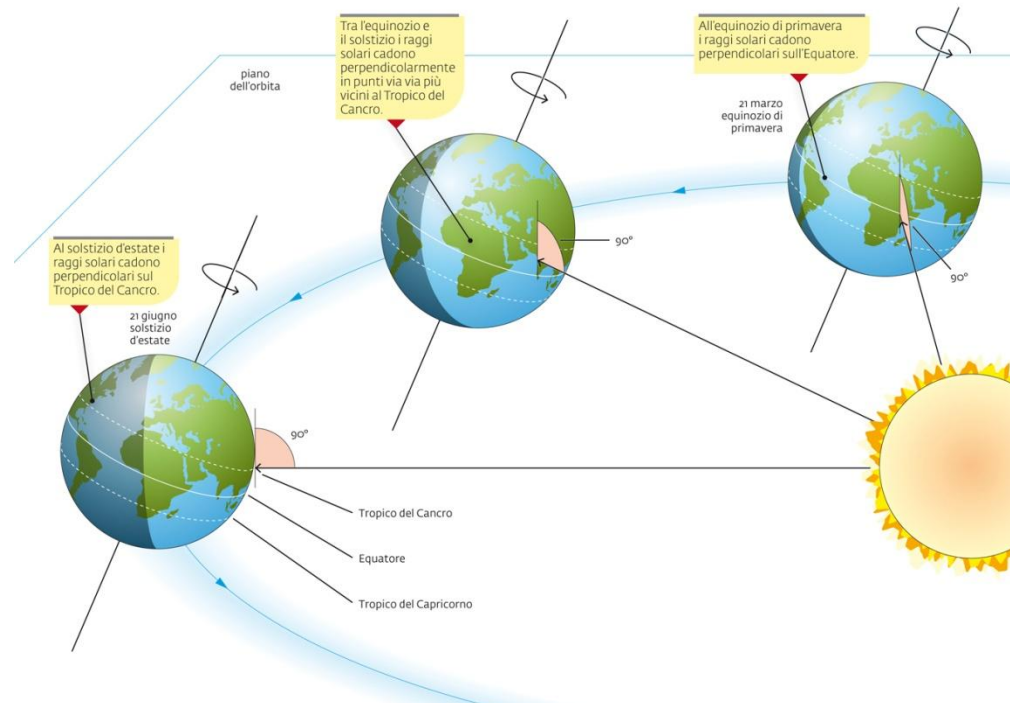 Tra l'equinozio e
il solstizio i raggi
solari cadono
perpendicolarmente
in punti via via più
vicini al Tropico del
Cancro.
All'equinozio di primavera
i raggi solari cadono
perpendicolari sull'Equatore.
piano
dell'orbita
21 marzo
equinozio di
primavera
90°
90°
Al solstizio d'estate i
raggi solari cadono
perpendicolari sul
Tropico del Cancro.
21 giugno
solstizio
d'estate
90°
Tropico del Cancro
Equatore
Tropico del Capricorno